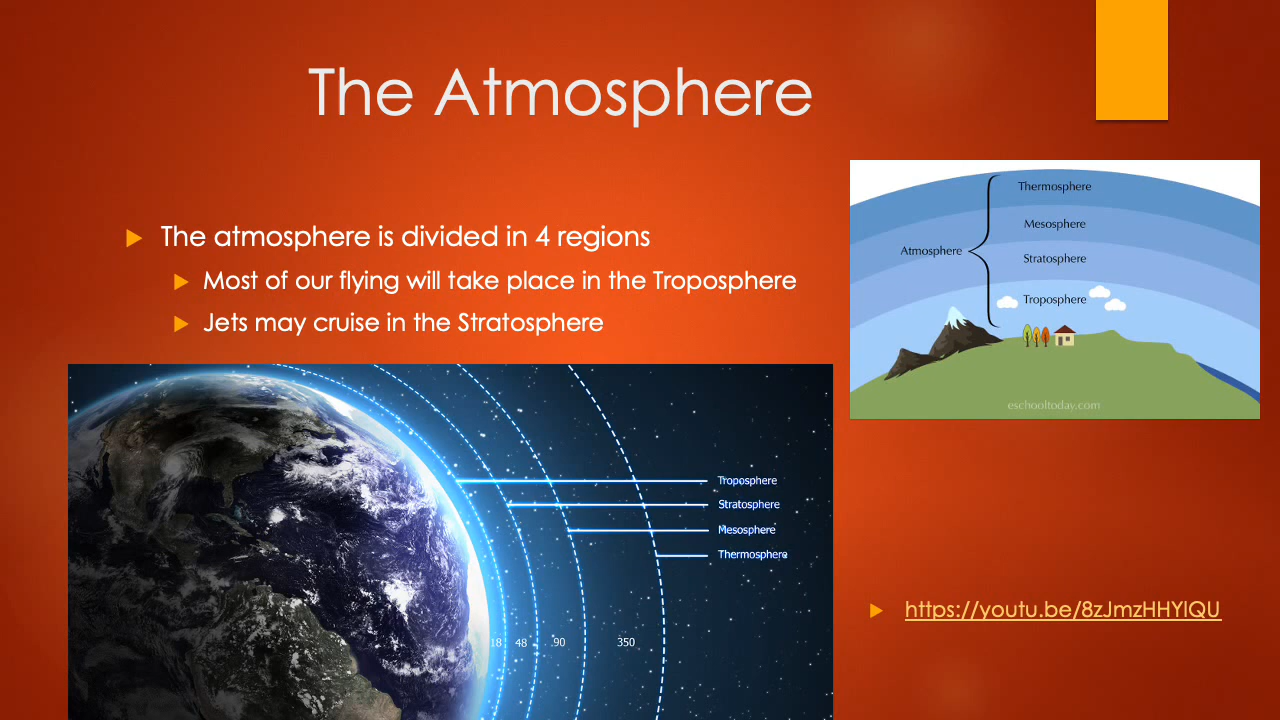 The Atmosphere
The atmosphere is divided in 4 regions
Most of our flying will take place in the Troposphere
Jets may cruise in the Stratosphere
Thermosphere
Mesosphere
Atmosphere
Stratosphere
Troposphere
eschooltoday.com
Troposphere
Stratosphere
Mesosphere
Thermosphere
18 48 90 350
https://youtu.be/8zJmzHHYlQU